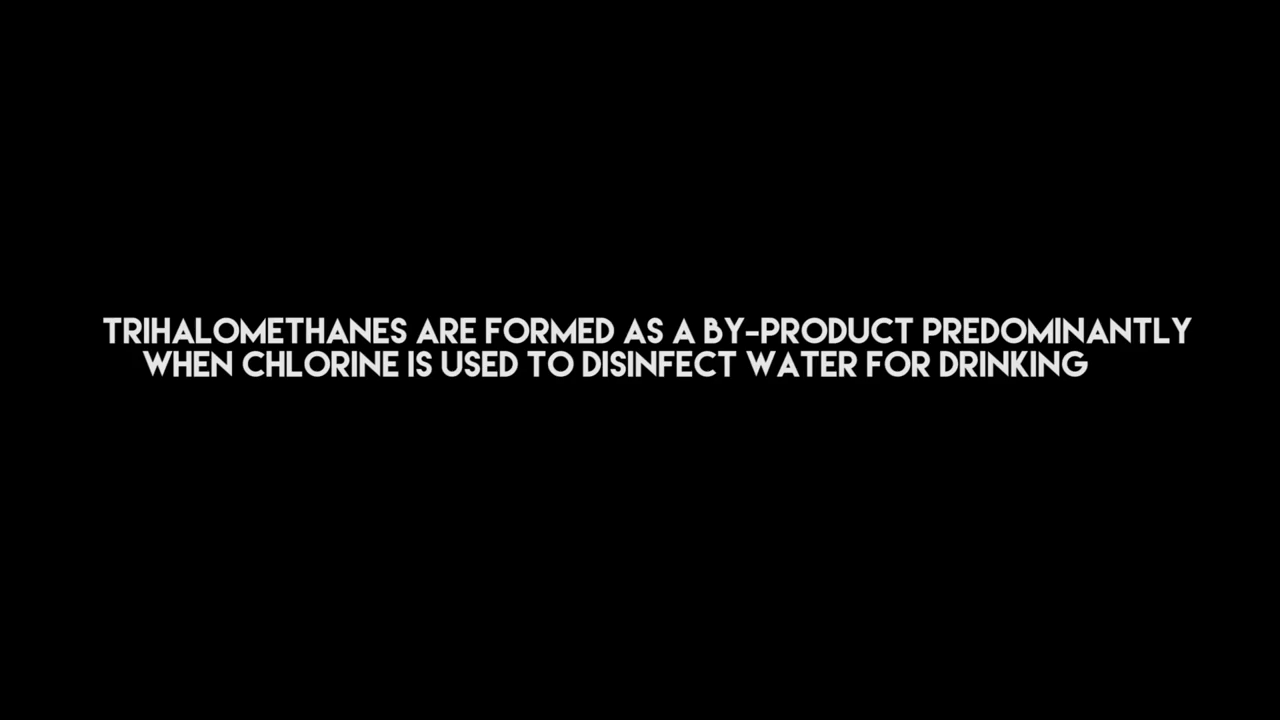 TRIHALOMETHANES ARE FORMED AS A BY-PRODUCT PREDOMINANTLY
WHEN CHLORINE IS USED TO DISINFECT WATER FOR DRINKING